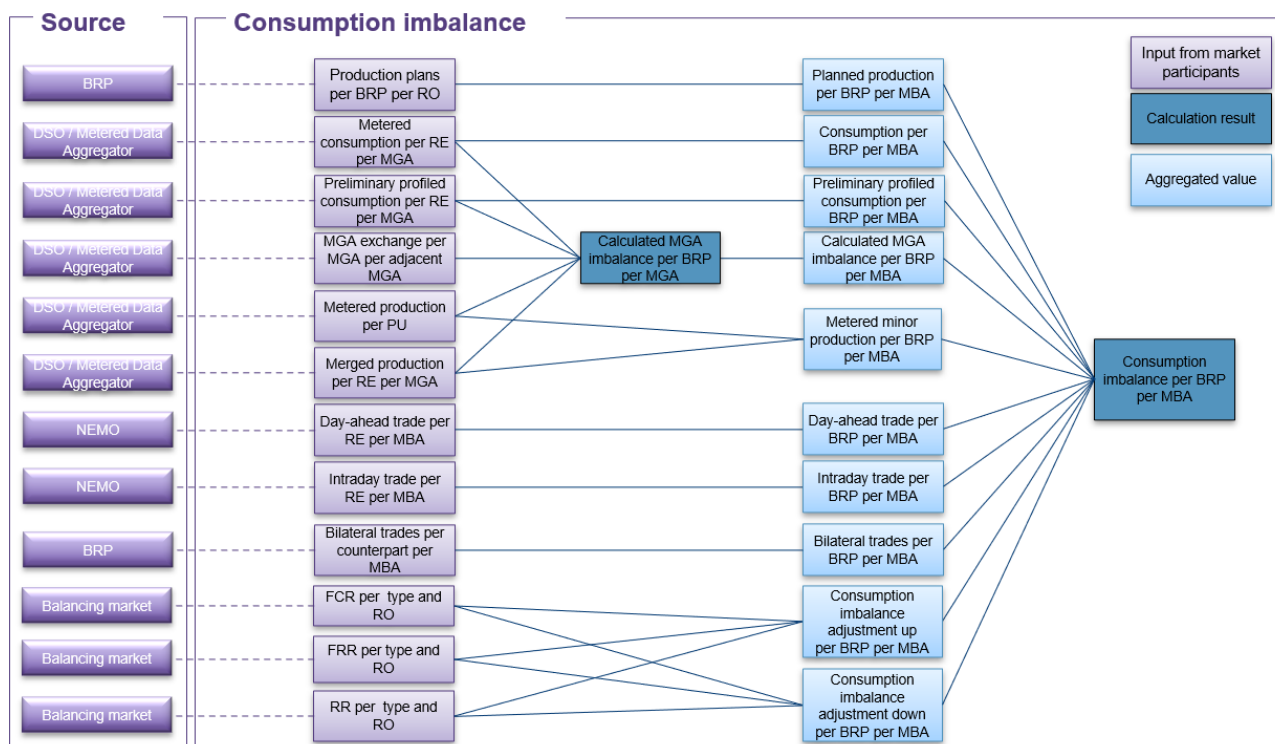 Source
Consumption imbalance
BRP
Production plans
per BRP per RO
Planned production
per BRP per MBA
Input from market
participants
DSO / Metered Data
Aggregator
Metered
consumption per RE
per MGA
Consumption per
BRP per MBA
Calculation result
DSO / Metered Data
Aggregator
Preliminary profiled
consumption per RE
per MGA
Preliminary profiled
consumption per
BRP per MBA
Aggregated value
DSO / Metered Data
Aggregator
MGA exchange per
MGA per adjacent
MGA
Calculated MGA
imbalance per BRP
per MGA
Calculated MGA
imbalance per BRP
per MBA
DSO / Metered Data
Aggregator
Metered production
per PU
Metered minor
production per BRP
per MBA
DSO / Metered Data
Aggregator
Merged production
per RE per MGA
Consumption
imbalance per BRP
per MBA
NEMO
Day-ahead trade per
RE per MBA
Day-ahead trade per
BRP per MBA
NEMO
Intraday trade per
RE per MBA
Intraday trade per
BRP per MBA
BRP
Bilateral trades per
counterpart per
MBA
Bilateral trades per
BRP per MBA
Balancing market
FCR per type and
RO
Consumption
imbalance
adjustment up
per BRP per MBA
Balancing market
FRR per type and
RO
Balancing market
RR per type and
RO
Consumption
imbalance
adjustment down
per BRP per MBA